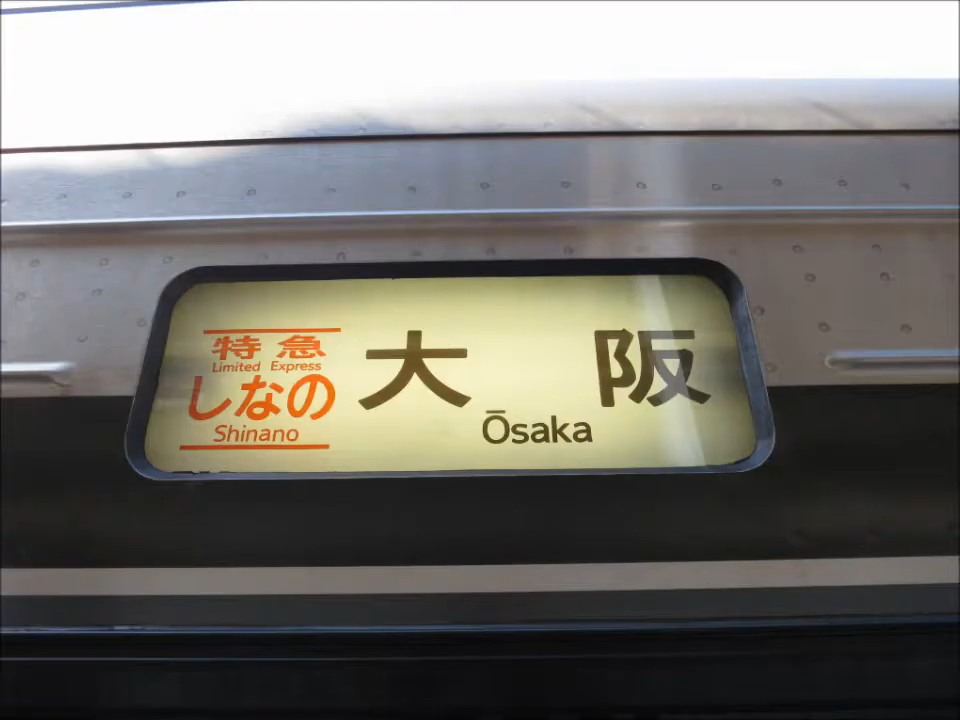 特急
Limited Express
しなの
Shinano
大阪
Ōsaka